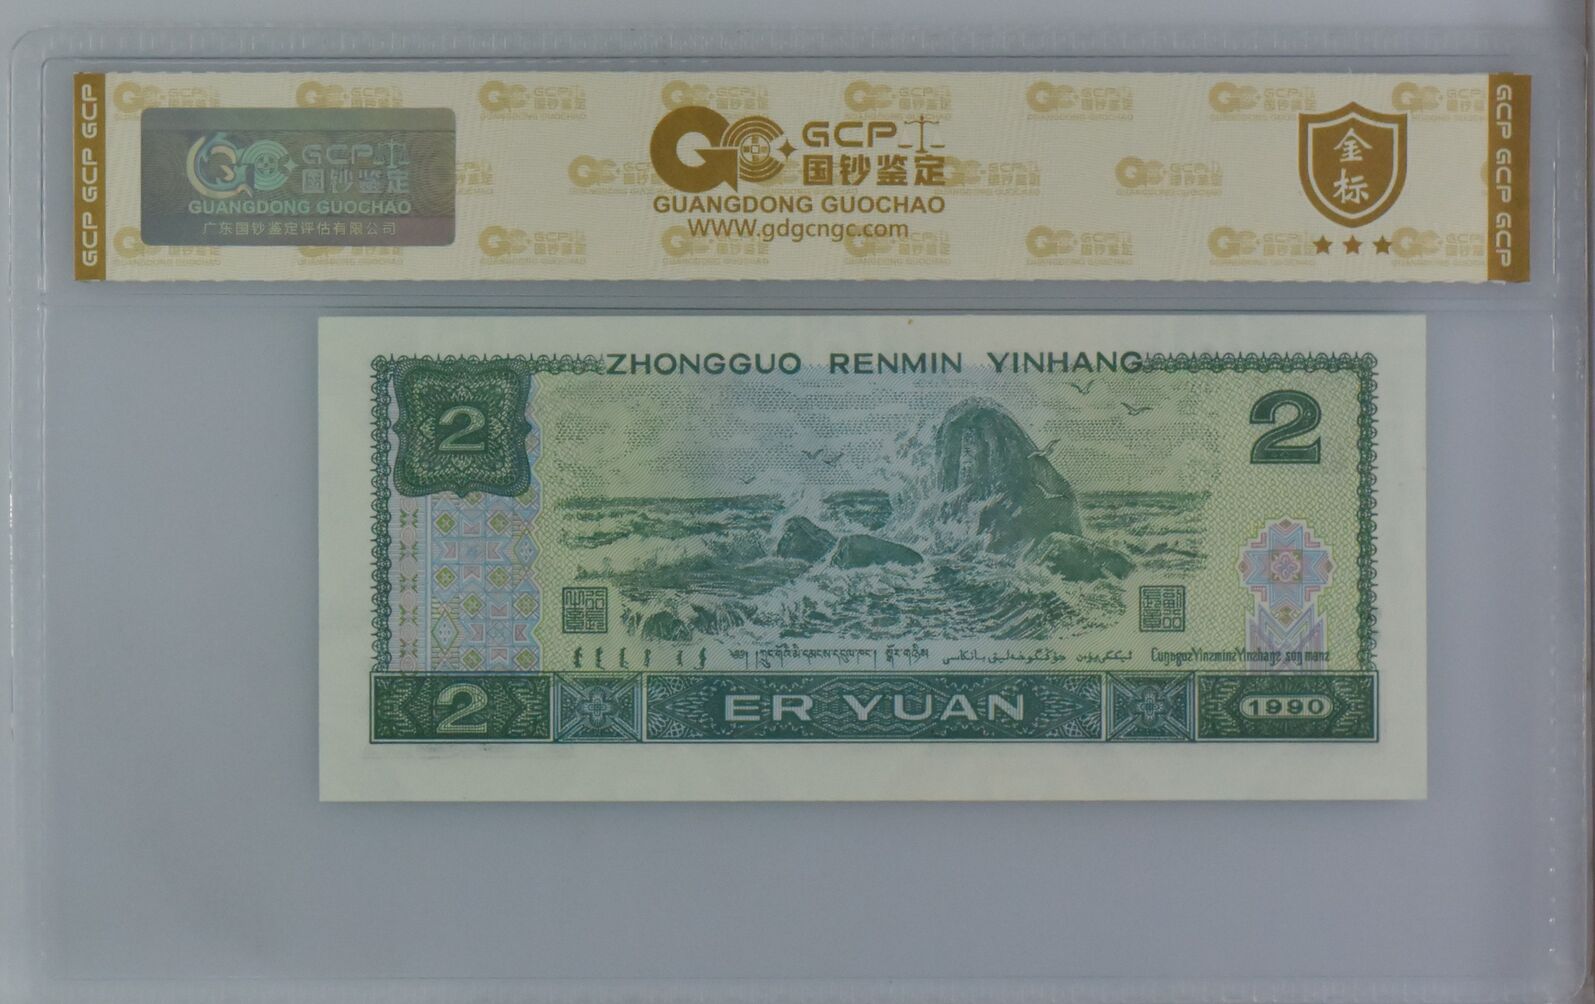 GCP GCP GCP
GCP
国钞鉴定
GUANGDONG GUOCHAO
广东国钞鉴定评估有限公司
GCP
国钞鉴定
GUANGDONG GUOCHAO
WWW.gdgcngc.com
金标
GCP GCP GCP
ZHONGGUO RENMIN YINHANG
2
2
2
ER YUAN
1990